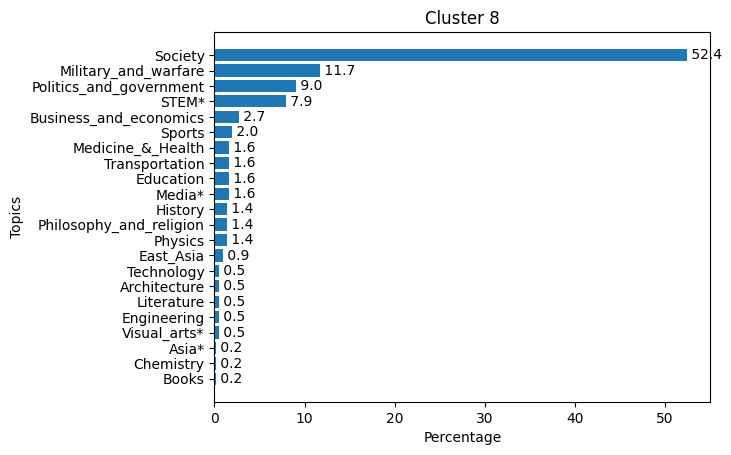 Cluster 8
Society 52.4
Military_and_warfare 11.7
Politics_and_government 9.0
STEM* 7.9
Business_and_economics 2.7
Sports 2.0
Medicine_&_Health 1.6
Transportation 1.6
Education 1.6
Media* 1.6
History 1.4
Philosophy_and_religion 1.4
Physics 1.4
East_Asia 0.9
Technology 0.5
Architecture 0.5
Literature 0.5
Engineering 0.5
Visual_arts* 0.5
Asia* 0.2
Chemistry 0.2
Books 0.2
Topics
0 10 20 30 40 50
Percentage